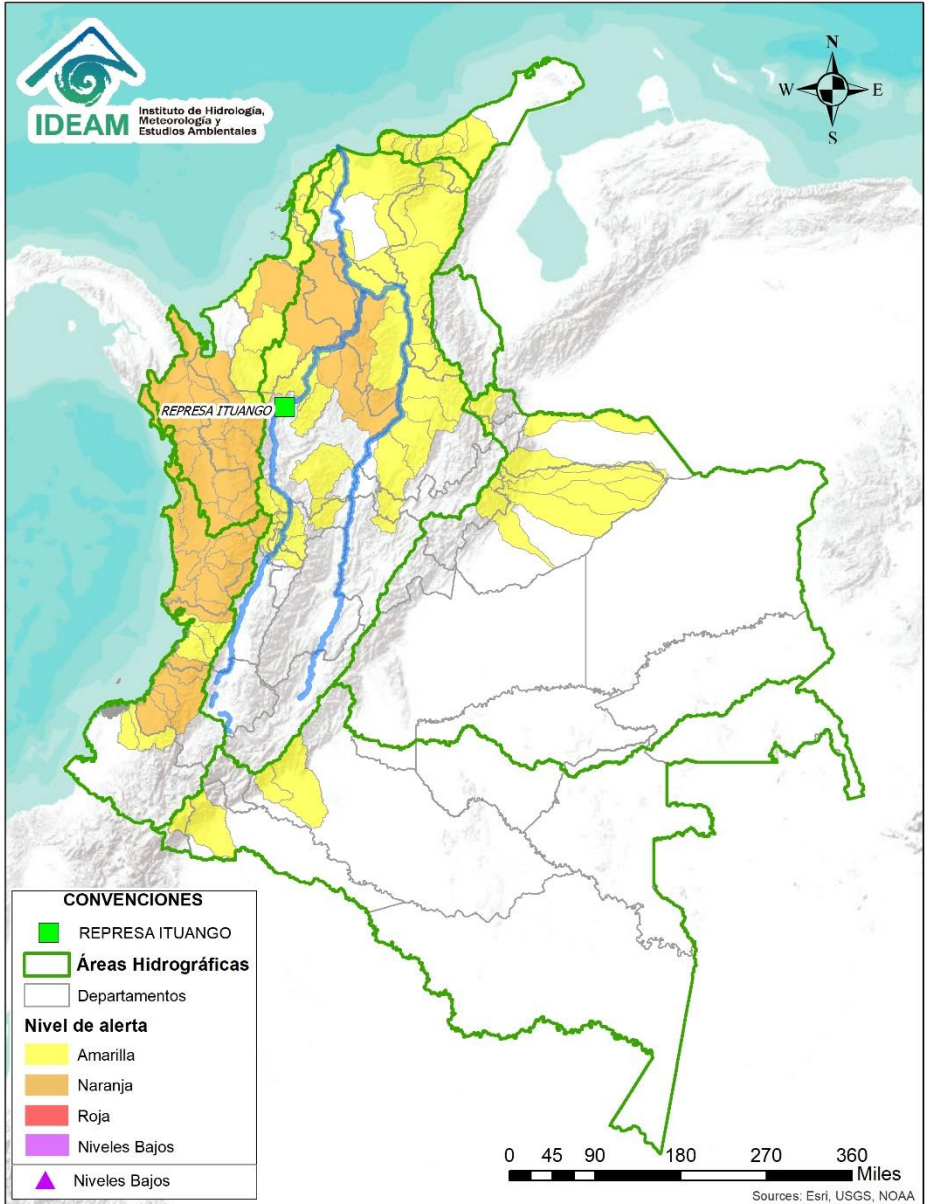 IDEAM
Instituto de Hidrología,
Meteorología y
Estudios Ambientales
N
W
E
S
REPRESA ITUANGO
CONVENCIONES
REPRESA ITUANGO
Áreas Hidrográficas
Departamentos
Nivel de alerta
Amarilla
Naranja
Roja
Niveles Bajos
Niveles Bajos
0 45 90 180 270 360
Miles
Sources: Esri, USGS, NOAA